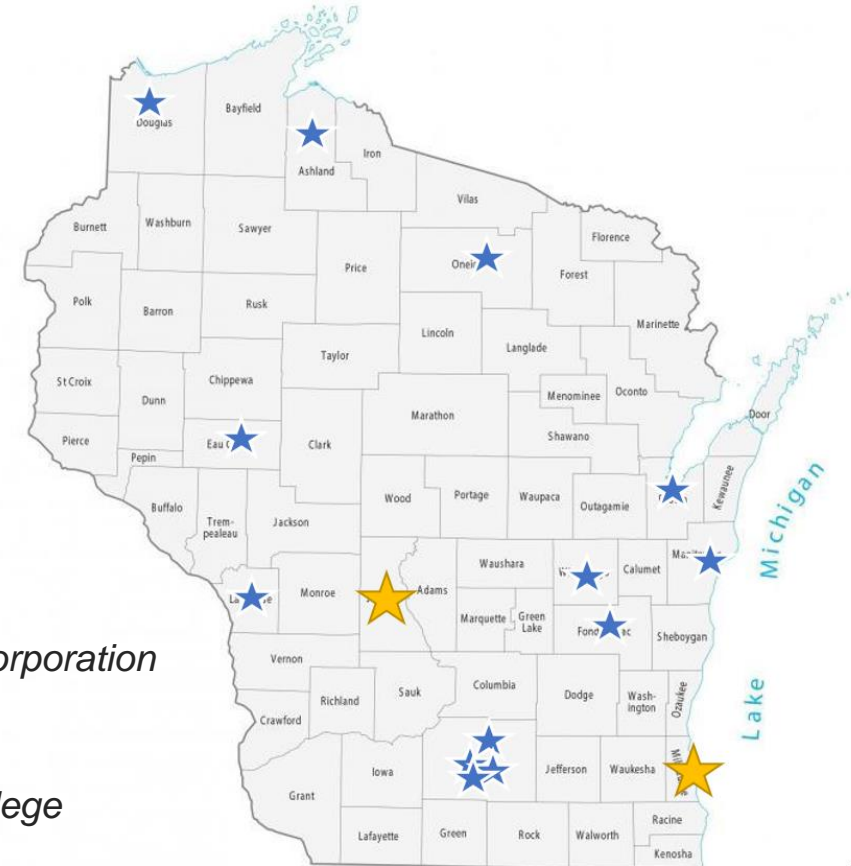 Douglas
Bayfield
Ashland
Iron
Vilas
Burnett
Washburn
Sawyer
Price
Florence
Forest
Polk
Barron
Rusk
Lincoln
Langlade
Marinette
Taylor
St Croix
Dunn
Chippewa
Marathon
Menominee
Oconto
Door
Pierce
Pepin
Clark
Shawano
Buffalo
Trem-
pealeau
Jackson
Wood
Portage
Waupaca
Outagamie
Kewaunee
Michigan
Monroe
Adams
Waushara
Calumet
Marquette
Green
Lake
Sheboygan
orporation
Vernon
Richland
Sauk
Columbia
Dodge
Wash-
ington
Ozaukee
Lake
Crawford
Iowa
Jefferson
Waukesha
lege
Grant
Lafayette
Green
Rock
Walworth
Racine
Kenosha